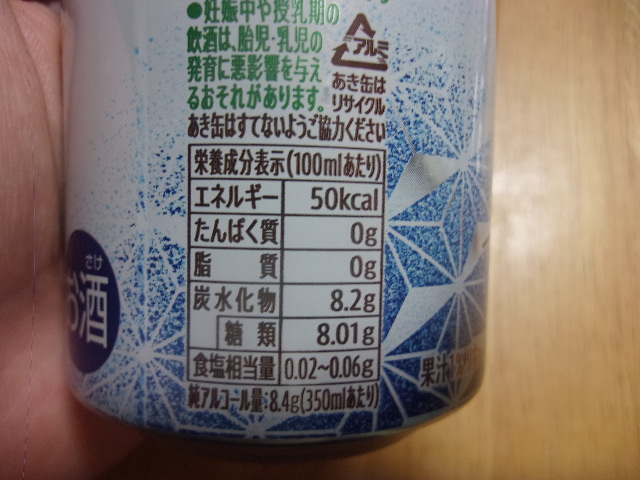 ●妊娠中や授乳期の
飲酒は、胎児・乳児の
発育に悪影響を与え
るおそれがあります。
アルミ
あき缶は
リサイクル
あき缶はすてないようご協力ください
栄養成分表示(100mlあたり)
エネルギー 50kcal
たんぱく質 0g
脂質 0g
炭水化物 8.2g
糖類 8.01g
食塩相当量 0.02~0.06g
純アルコール量:8.4g(350mlあたり)
さけ
お酒
果汁1